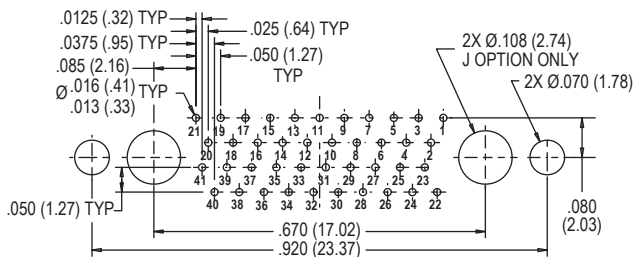 .0125 (.32) TYP
.025 (.64) TYP
.0375 (.95) TYP
.050 (1.27)
TYP
.085 (2.16)
Ø .016 (.41) TYP
.013 (.33)
2X Ø.108 (2.74)
J OPTION ONLY
2X Ø.070 (1.78)
21 19 17 15 13 11 9 7 5 3 1
20 18 16 14 12 10 8 6 4 2
41 39 37 35 33 31 29 27 25 23
40 38 36 34 32 30 28 26 24 22
.050 (1.27) TYP
.080
(2.03)
.670 (17.02)
.920 (23.37)